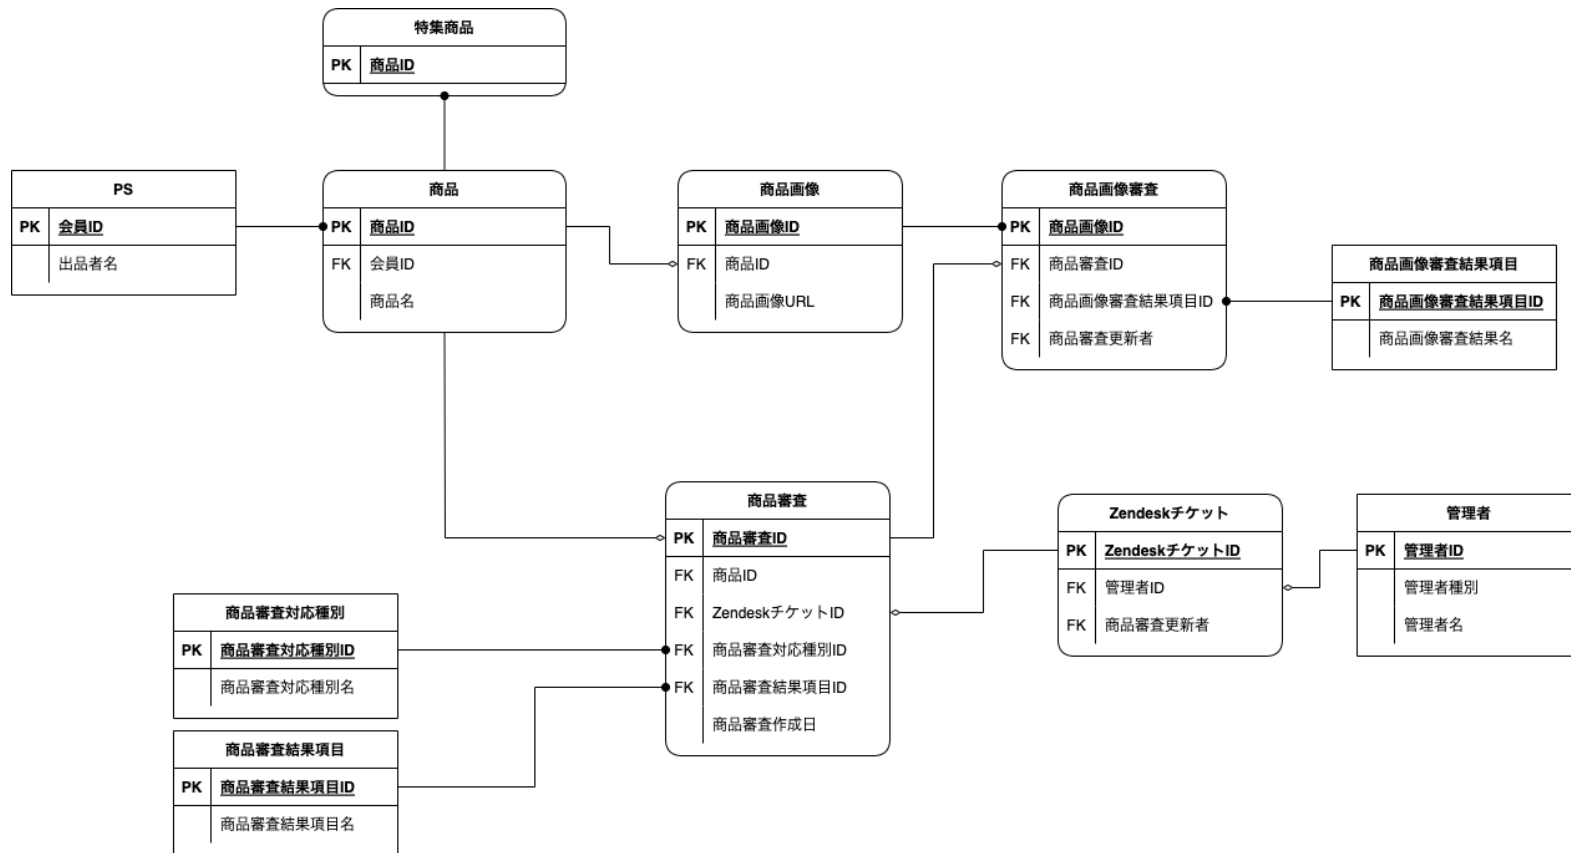 特集商品
PK 商品ID
PS
PK 会員ID
出品者名
商品
PK 商品ID
FK 会員ID
商品名
商品画像
PK 商品画像ID
FK 商品ID
商品画像URL
商品画像審査
PK 商品画像ID
FK 商品審査ID
FK 商品画像審査結果項目ID
FK 商品審査更新者
商品画像審査結果項目
PK 商品画像審査結果項目ID
商品画像審査結果名
商品審査
PK 商品審査ID
FK 商品ID
FK ZendeskチケットID
FK 商品審査対応種別ID
FK 商品審査結果項目ID
商品審査作成日
Zendeskチケット
PK ZendeskチケットID
FK 管理者ID
FK 商品審査更新者
管理者
PK 管理者ID
管理者種別
管理者名
商品審査対応種別
PK 商品審査対応種別ID
商品審査対応種別名
商品審査結果項目
PK 商品審査結果項目ID
商品審査結果項目名